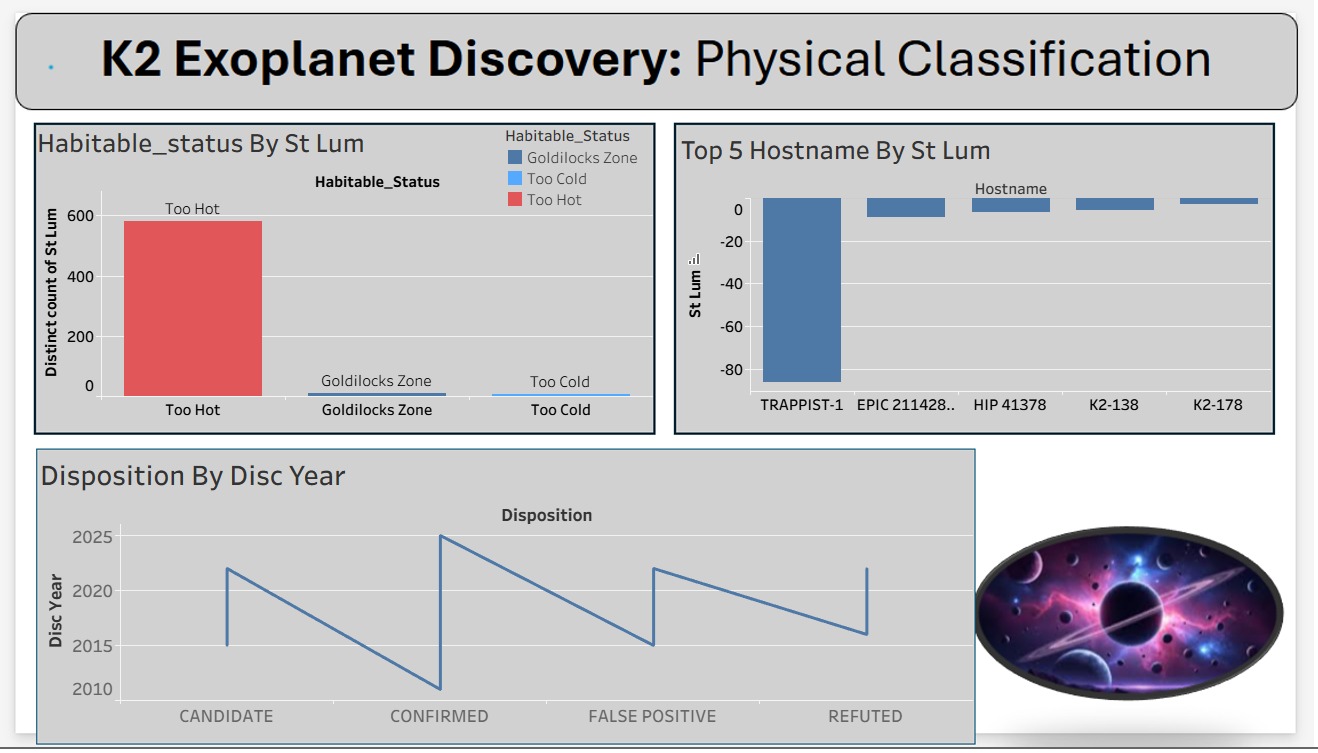 K2 Exoplanet Discovery: Physical Classification
Habitable_status By St Lum
Habitable_Status
Goldilocks Zone
Too Cold
Too Hot
Habitable_Status
Distinct count of St Lum
600
400
200
0
Too Hot
Goldilocks Zone
Too Cold
Too Hot
Goldilocks Zone
Too Cold
Top 5 Hostname By St Lum
Hostname
St Lum
0
-20
-40
-60
-80
TRAPPIST-1
EPIC 211428..
HIP 41378
K2-138
K2-178
Disposition By Disc Year
Disposition
Disc Year
2025
2020
2015
2010
CANDIDATE
CONFIRMED
FALSE POSITIVE
REFUTED